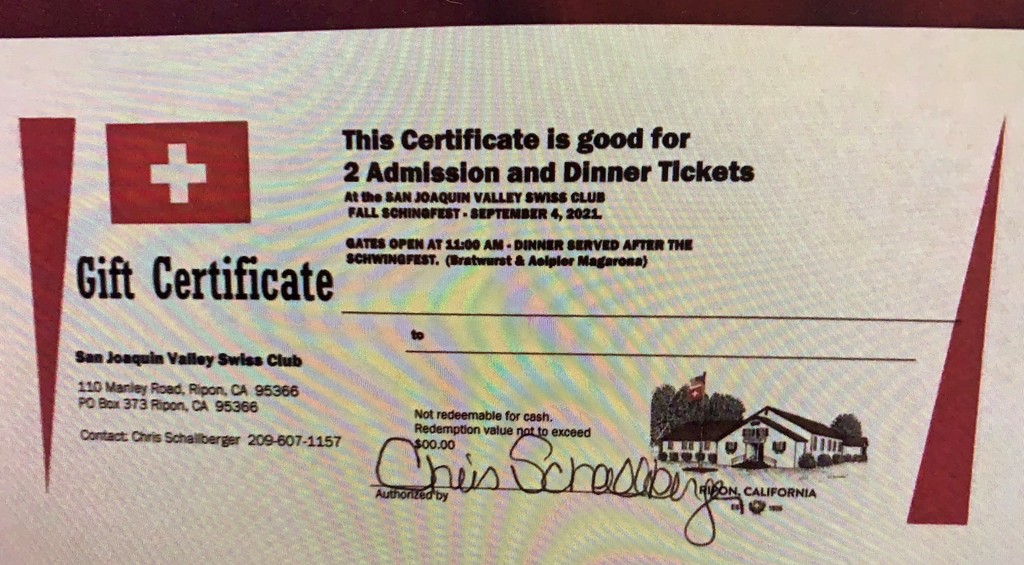 This Certificate is good for
2 Admission and Dinner Tickets
At the SAN JOAQUIN VALLEY SWISS CLUB
FALL SCHINGFEST - SEPTEMBER 4, 2021.
GATES OPEN AT 11:00 AM - DINNER SERVED AFTER THE
SCHWINGFEST. (Bratwurst & Aelpler Magarona)
Gift Certificate
to
San Joaquin Valley Swiss Club
110 Manley Road, Ripon, CA 95366
PO Box 373 Ripon, CA 95366
Contact: Chris Schallberger 209-607-1157
Not redeemable for cash.
Redemption value not to exceed
$00.00
Chris Schallberger
Authorized by
RIPON, CALIFORNIA